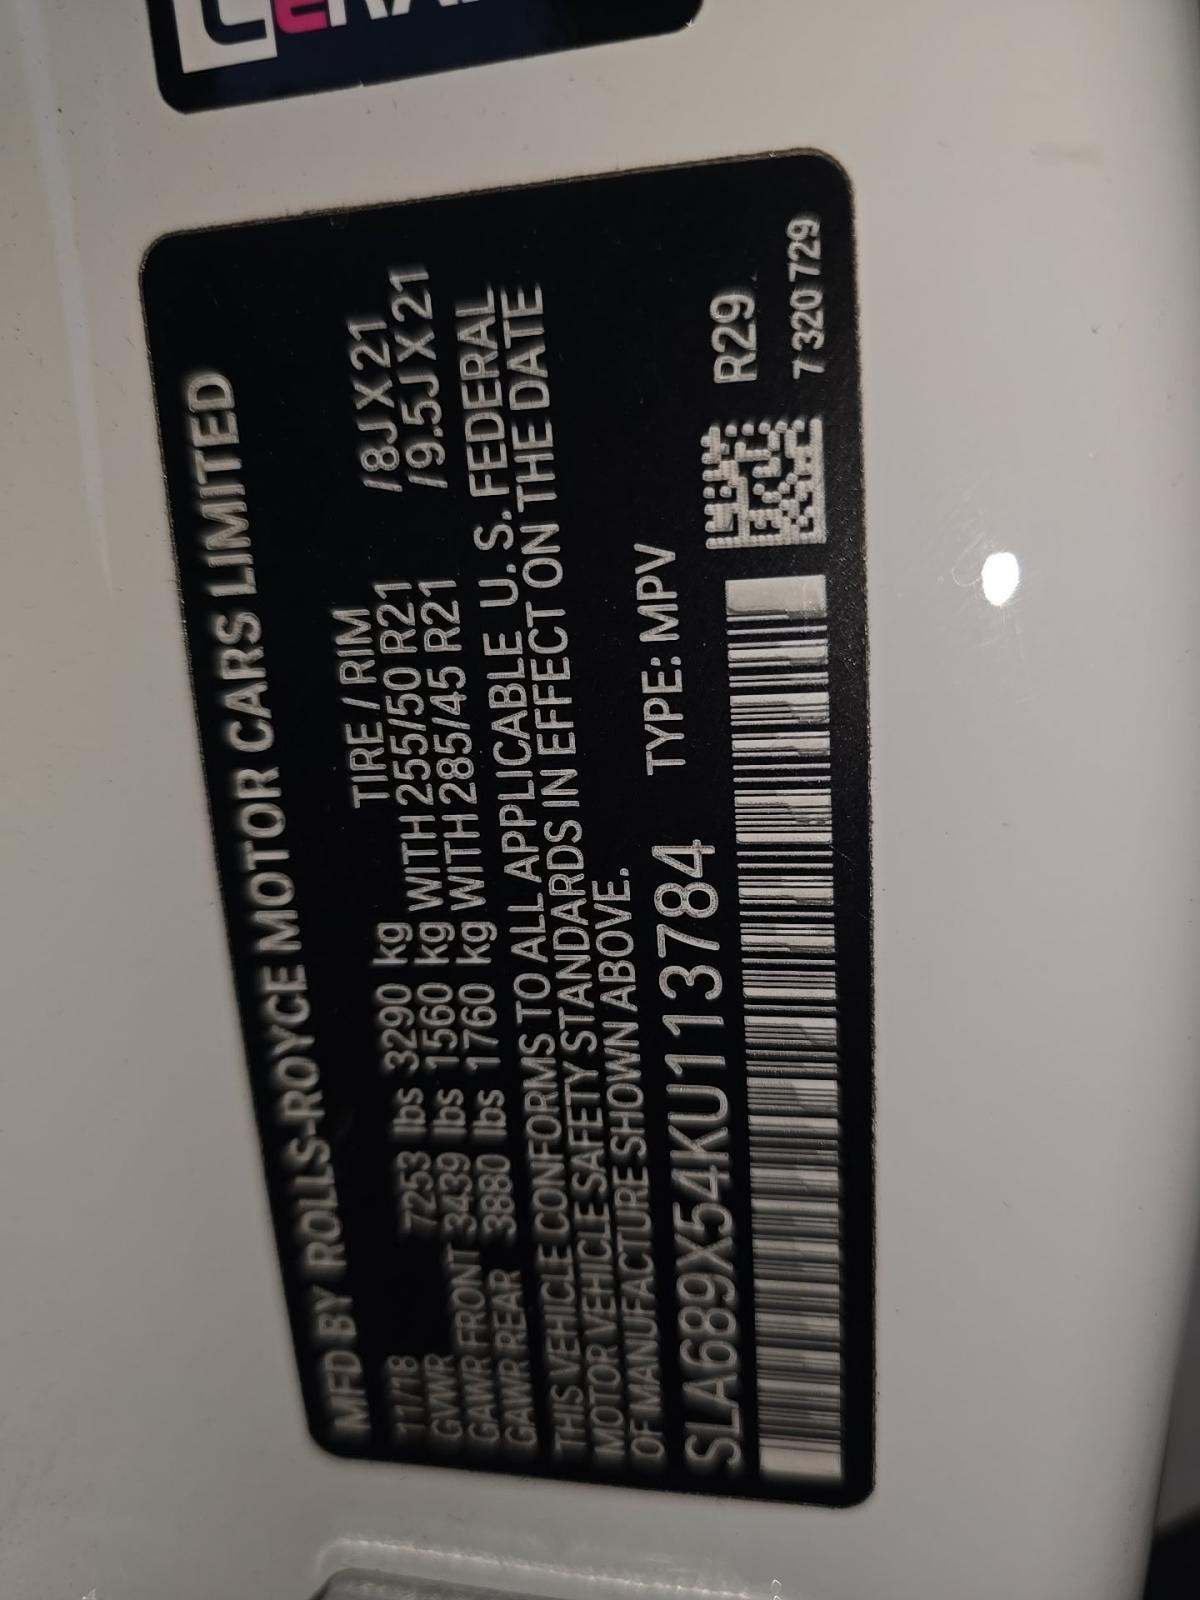 MFD BY ROLLS-ROYCE MOTOR CARS LIMITED
11/18 TIRE / RIM
GVWR 7253 lbs 3290 kg
GAWR FRONT 3439 lbs 1560 kg WITH 255/50 R21 /8J X 21
GAWR REAR 3880 lbs 1760 kg WITH 285/45 R21 /9.5J X 21
THIS VEHICLE CONFORMS TO ALL APPLICABLE U. S. FEDERAL
MOTOR VEHICLE SAFETY STANDARDS IN EFFECT ON THE DATE
OF MANUFACTURE SHOWN ABOVE.
SLA689X54KU113784 TYPE: MPV
R29
7 320 729